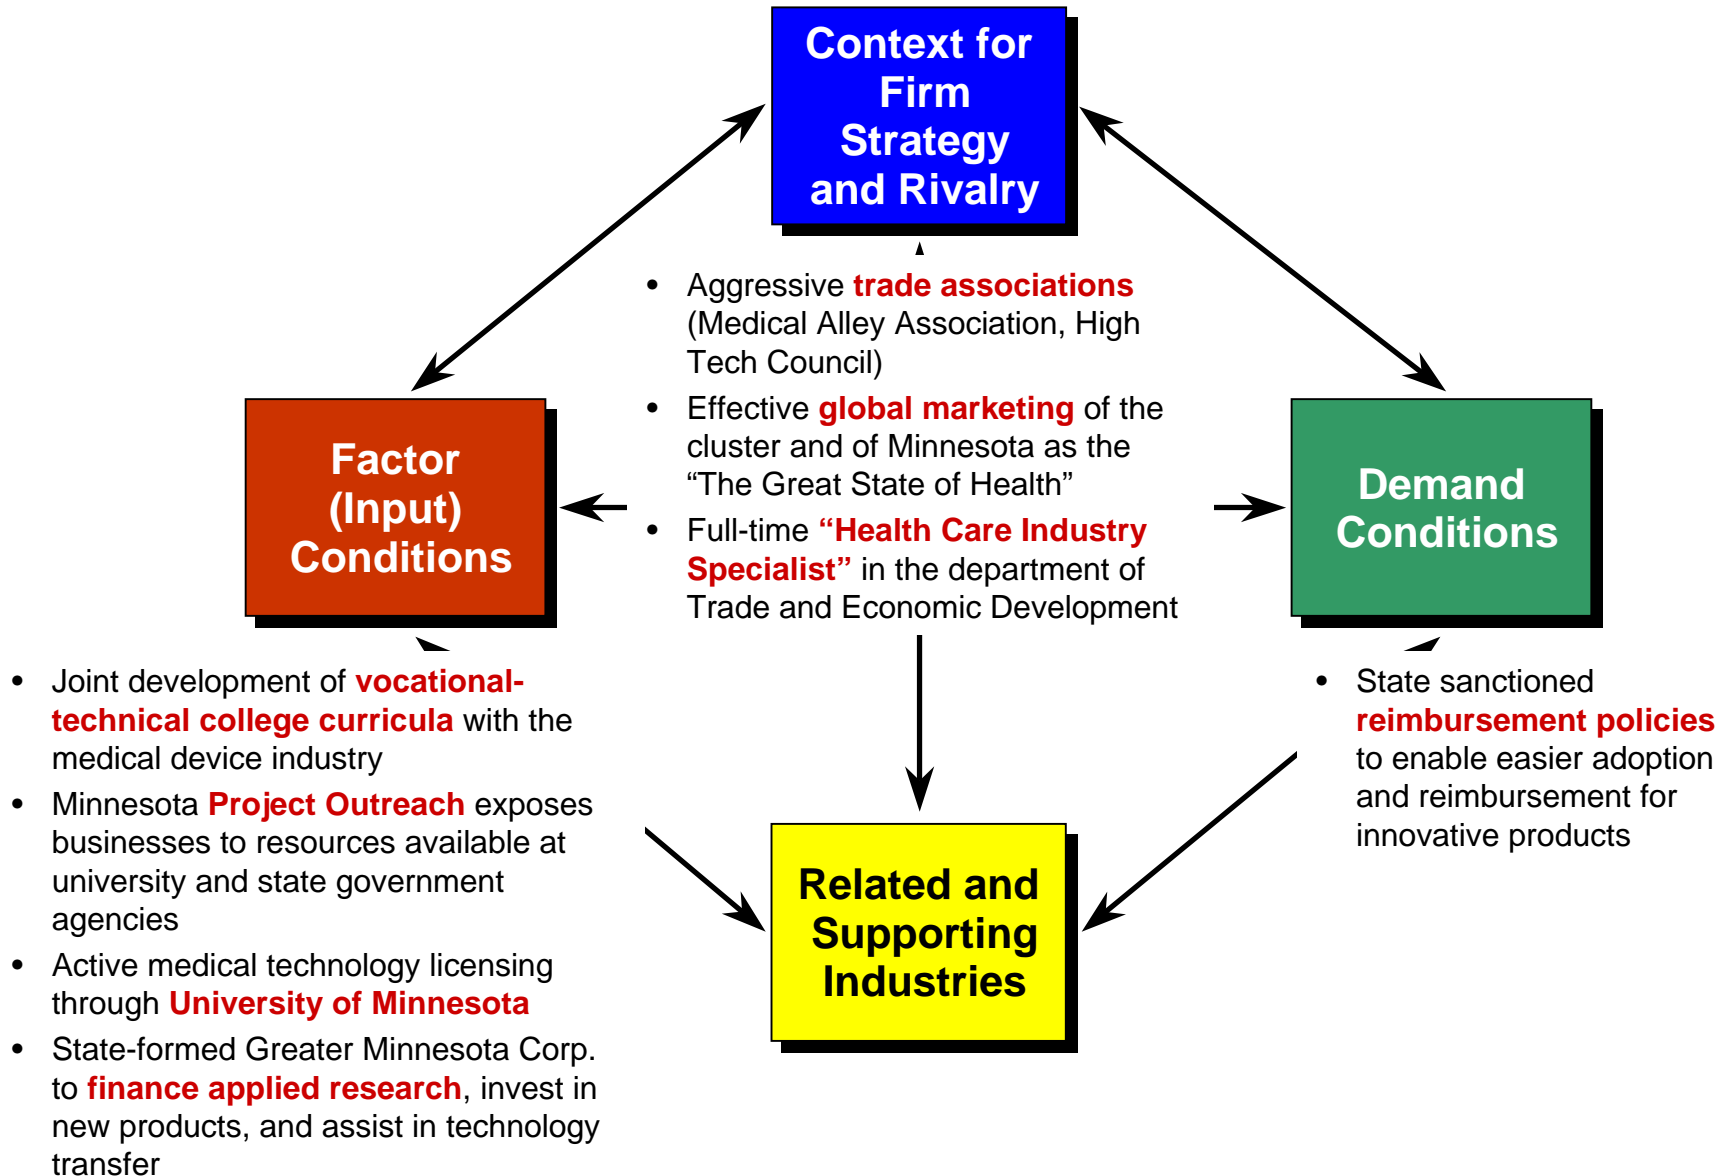 Context for
Firm
Strategy
and Rivalry
• Aggressive trade associations
(Medical Alley Association, High
Tech Council)
• Effective global marketing of the
cluster and of Minnesota as the
“The Great State of Health”
• Full-time “Health Care Industry
Specialist” in the department of
Trade and Economic Development
Factor
(Input)
Conditions
Demand
Conditions
• Joint development of vocational-
technical college curricula with the
medical device industry
• Minnesota Project Outreach exposes
businesses to resources available at
university and state government
agencies
• Active medical technology licensing
through University of Minnesota
• State-formed Greater Minnesota Corp.
to finance applied research, invest in
new products, and assist in technology
transfer
• State sanctioned
reimbursement policies
to enable easier adoption
and reimbursement for
innovative products
Related and
Supporting
Industries